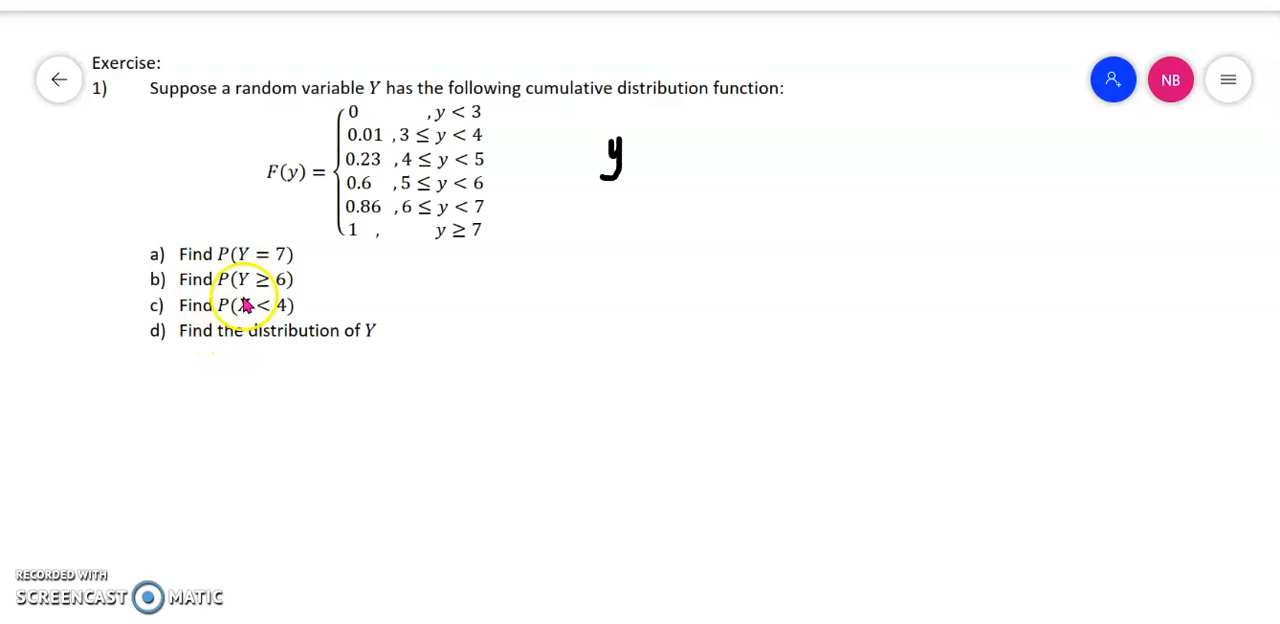 Exercise:
1) Suppose a random variable Y has the following cumulative distribution function:
0 , y < 3
0.01 , 3 ≤ y < 4
0.23 , 4 ≤ y < 5
F(y) =
0.6 , 5 ≤ y < 6
0.86 , 6 ≤ y < 7
1 , y ≥ 7
y
NB
a) Find P(Y = 7)
b) Find P(Y ≥ 6)
c) Find P( < 4)
d) Find the distribution of Y
RECORDED WITH
SCREENCAST MATIC